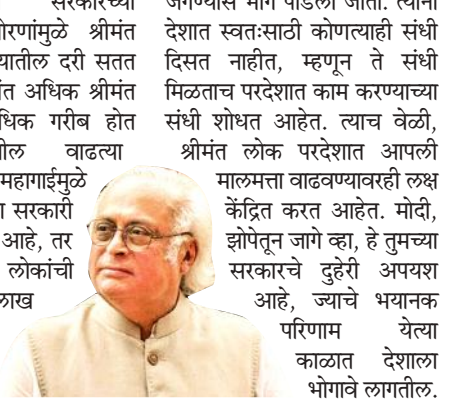 सरकारच्या
श्रीमंत
दरी सतत
अधिक श्रीमंत
गरीब होत
वाढत्या
महागाईमुळे
सरकारी
आहे, तर
लोकांची
जगण्यास भाग पाडले जाते. त्यांना
देशात स्वतःसाठी कोणत्याही संधी
दिसत नाहीत, म्हणून ते संधी
मिळताच परदेशात काम करण्याच्या
संधी शोधत आहेत. त्याच वेळी,
श्रीमंत लोक परदेशात आपली
मालमत्ता वाढवण्यावरही लक्ष
केंद्रित करत आहेत. मोदी,
झोपेतून जागे व्हा, हे तुमच्या
सरकारचे दुहेरी अपयश
आहे, ज्याचे भयानक
परिणाम येत्या
काळात देशाला
भोगावे लागतील.